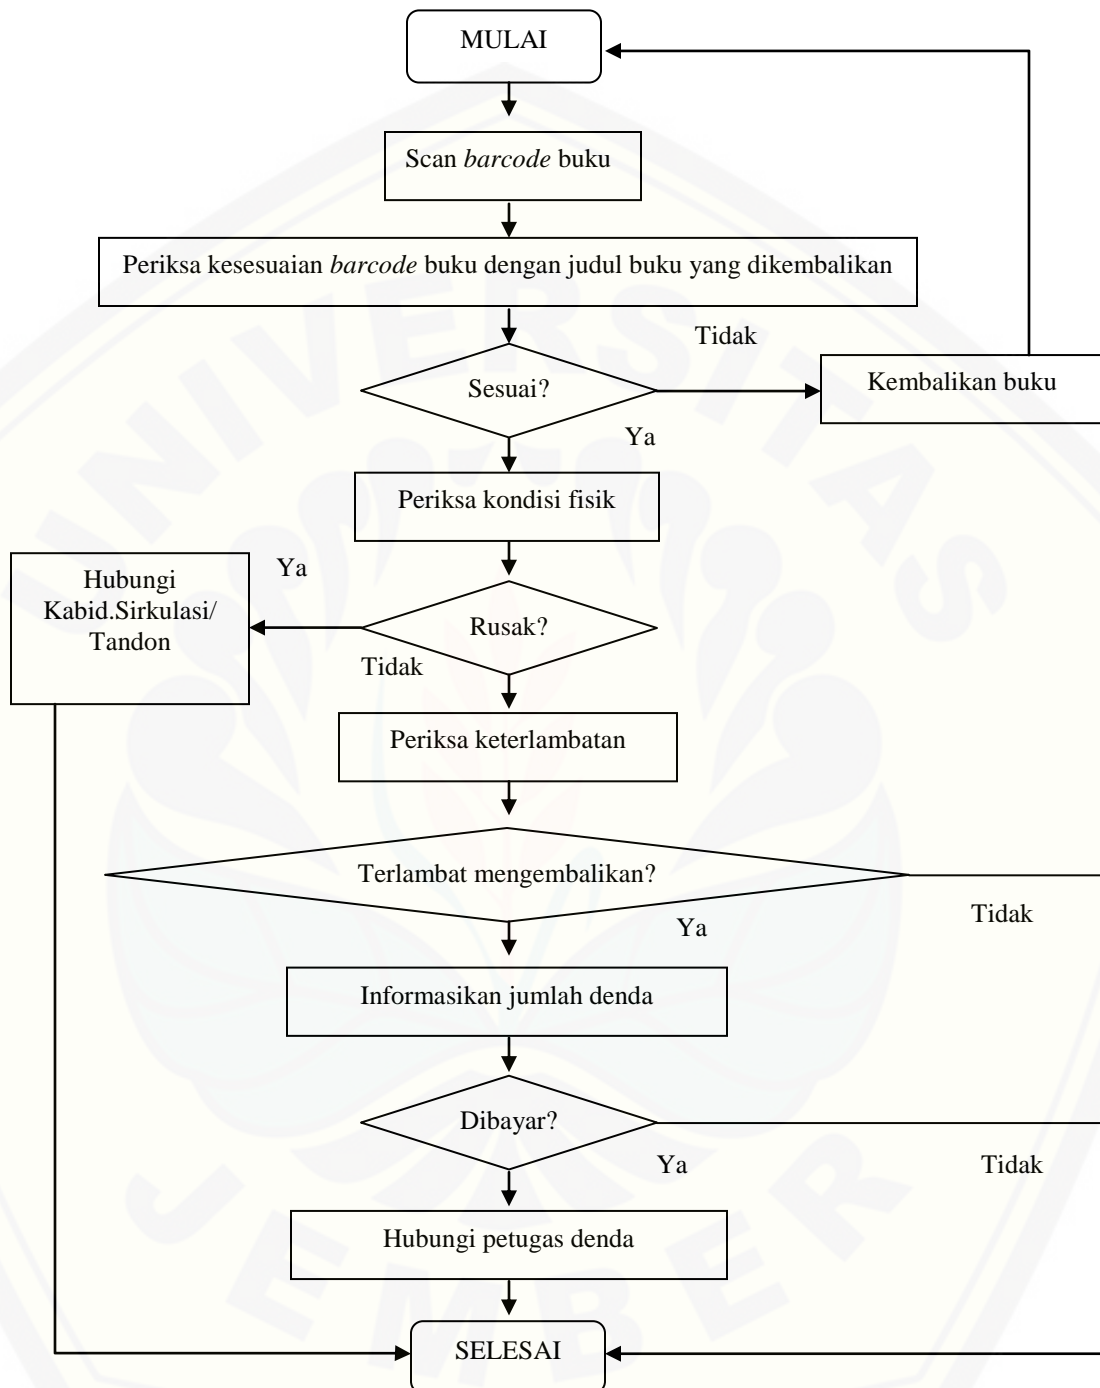 MULAI
Scan barcode buku
Periksa kesesuaian barcode buku dengan judul buku yang dikembalikan
Tidak
Sesuai?
Kembalikan buku
Ya
Periksa kondisi fisik
Ya
Hubungi
Kabid.Sirkulasi/
Tandon
Rusak?
Tidak
Periksa keterlambatan
Terlambat mengembalikan?
Tidak
Ya
Informasikan jumlah denda
Dibayar?
Ya
Tidak
Hubungi petugas denda
SELESAI
UNIVERSITAS
JEMBER